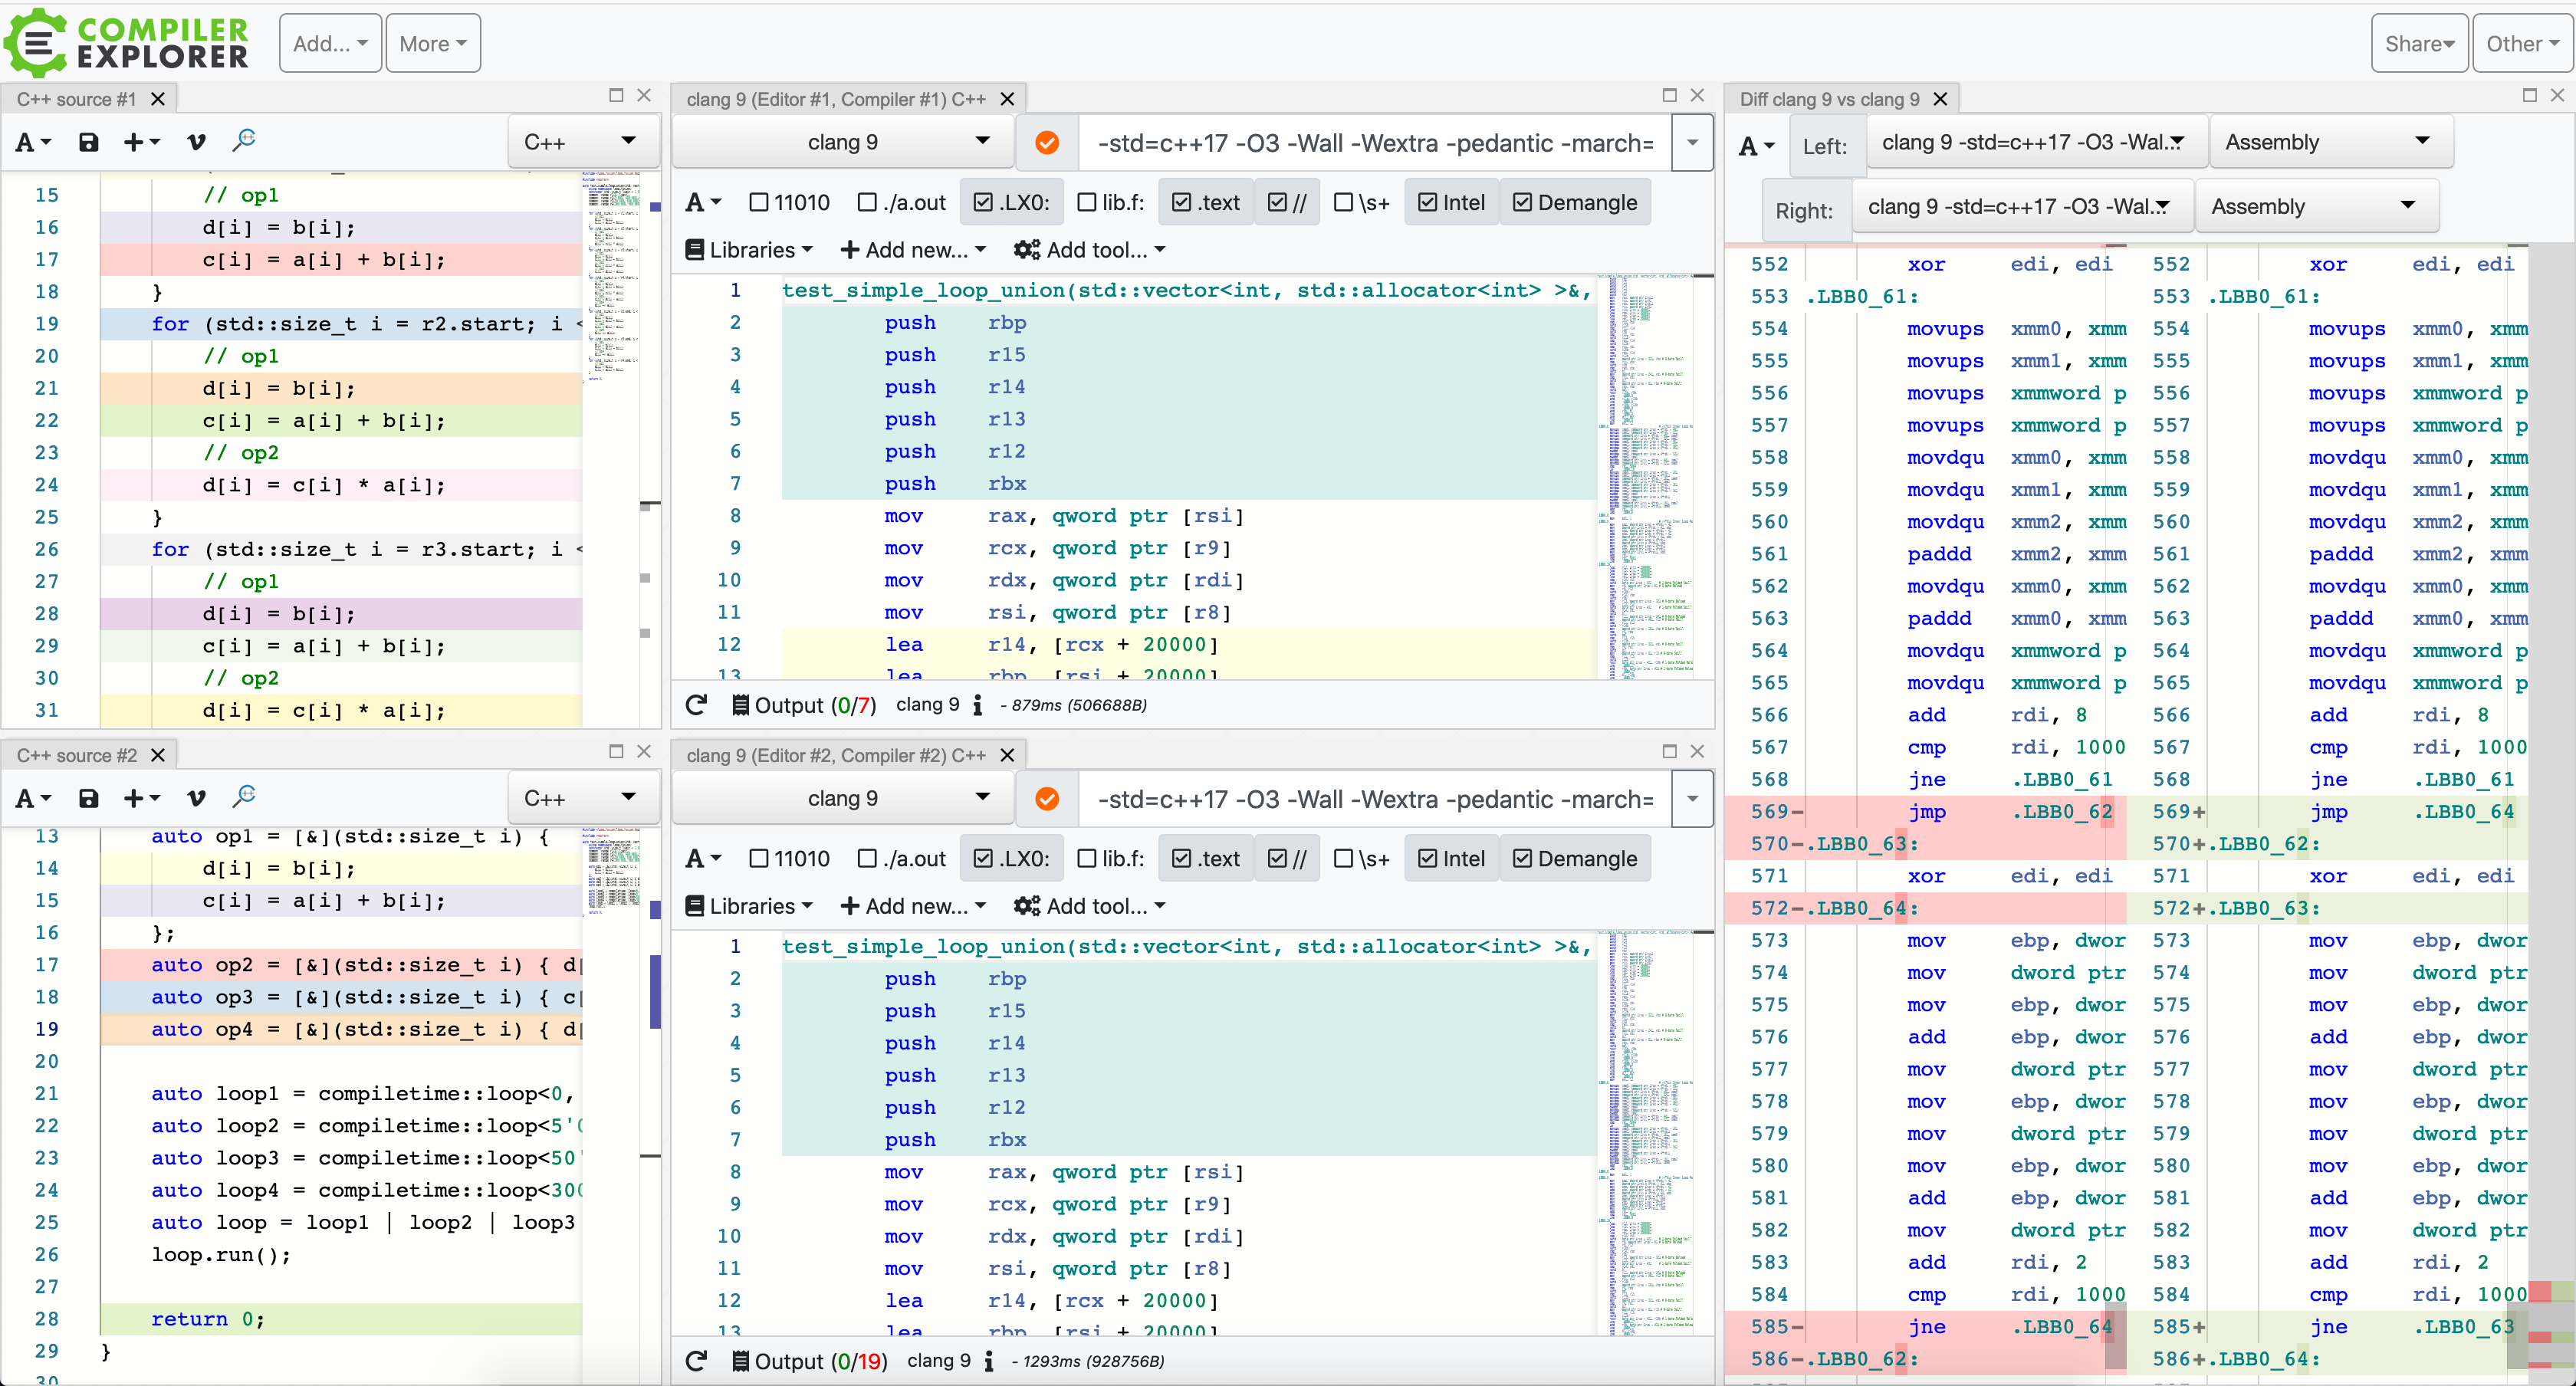 COMPILER
EXPLORER
Add...
More
Share
Other
C++ source #1
A
C++
15 // op1
16 d[i] = b[i];
17 c[i] = a[i] + b[i];
18 }
19 for (std::size_t i = r2.start; i <
20 // op1
21 d[i] = b[i];
22 c[i] = a[i] + b[i];
23 // op2
24 d[i] = c[i] * a[i];
25 }
26 for (std::size_t i = r3.start; i <
27 // op1
28 d[i] = b[i];
29 c[i] = a[i] + b[i];
30 // op2
31 d[i] = c[i] * a[i];
C++ source #2
A
C++
13 auto op1 = [&](std::size_t i) {
14 d[i] = b[i];
15 c[i] = a[i] + b[i];
16 };
17 auto op2 = [&](std::size_t i) { d[
18 auto op3 = [&](std::size_t i) { c[
19 auto op4 = [&](std::size_t i) { d[
20
21 auto loop1 = compiletime::loop<0,
22 auto loop2 = compiletime::loop<5'0
23 auto loop3 = compiletime::loop<50'
24 auto loop4 = compiletime::loop<300
25 auto loop = loop1 | loop2 | loop3
26 loop.run();
27
28 return 0;
29 }
30
clang 9 (Editor #1, Compiler #1) C++
clang 9
-std=c++17 -O3 -Wall -Wextra -pedantic -march=
A 11010 ./a.out .LX0: lib.f: .text // \s+ Intel Demangle
Libraries + Add new... Add tool...
1 test_simple_loop_union(std::vector<int, std::allocator<int> >&,
2 push rbp
3 push r15
4 push r14
5 push r13
6 push r12
7 push rbx
8 mov rax, qword ptr [rsi]
9 mov rcx, qword ptr [r9]
10 mov rdx, qword ptr [rdi]
11 mov rsi, qword ptr [r8]
12 lea r14, [rcx + 20000]
13 lea rbp, [rsi + 20000]
Output (0/7) clang 9 i - 879ms (506688B)
clang 9 (Editor #2, Compiler #2) C++
clang 9
-std=c++17 -O3 -Wall -Wextra -pedantic -march=
A 11010 ./a.out .LX0: lib.f: .text // \s+ Intel Demangle
Libraries + Add new... Add tool...
1 test_simple_loop_union(std::vector<int, std::allocator<int> >&,
2 push rbp
3 push r15
4 push r14
5 push r13
6 push r12
7 push rbx
8 mov rax, qword ptr [rsi]
9 mov rcx, qword ptr [r9]
10 mov rdx, qword ptr [rdi]
11 mov rsi, qword ptr [r8]
12 lea r14, [rcx + 20000]
13 lea rbp, [rsi + 20000]
Output (0/19) clang 9 i - 1293ms (928756B)
Diff clang 9 vs clang 9
A Left: clang 9 -std=c++17 -O3 -Wal... Assembly
Right: clang 9 -std=c++17 -O3 -Wal... Assembly
552 xor edi, edi 552 xor edi, edi
553 .LBB0_61: 553 .LBB0_61:
554 movups xmm0, xmm 554 movups xmm0, xmm
555 movups xmm1, xmm 555 movups xmm1, xmm
556 movups xmmword p 556 movups xmmword p
557 movups xmmword p 557 movups xmmword p
558 movdqu xmm0, xmm 558 movdqu xmm0, xmm
559 movdqu xmm1, xmm 559 movdqu xmm1, xmm
560 movdqu xmm2, xmm 560 movdqu xmm2, xmm
561 paddd xmm2, xmm 561 paddd xmm2, xmm
562 movdqu xmm0, xmm 562 movdqu xmm0, xmm
563 paddd xmm0, xmm 563 paddd xmm0, xmm
564 movdqu xmmword p 564 movdqu xmmword p
565 movdqu xmmword p 565 movdqu xmmword p
566 add rdi, 8 566 add rdi, 8
567 cmp rdi, 1000 567 cmp rdi, 1000
568 jne .LBB0_61 568 jne .LBB0_61
569- jmp .LBB0_62 569+ jmp .LBB0_64
570-.LBB0_63: 570+.LBB0_62:
571 xor edi, edi 571 xor edi, edi
572-.LBB0_64: 572+.LBB0_63:
573 mov ebp, dwor 573 mov ebp, dwor
574 mov dword ptr 574 mov dword ptr
575 mov ebp, dwor 575 mov ebp, dwor
576 add ebp, dwor 576 add ebp, dwor
577 mov dword ptr 577 mov dword ptr
578 mov ebp, dwor 578 mov ebp, dwor
579 mov dword ptr 579 mov dword ptr
580 mov ebp, dwor 580 mov ebp, dwor
581 add ebp, dwor 581 add ebp, dwor
582 mov dword ptr 582 mov dword ptr
583 add rdi, 2 583 add rdi, 2
584 cmp rdi, 1000 584 cmp rdi, 1000
585- jne .LBB0_64 585+ jne .LBB0_63
586-.LBB0_62: 586+.LBB0_64: